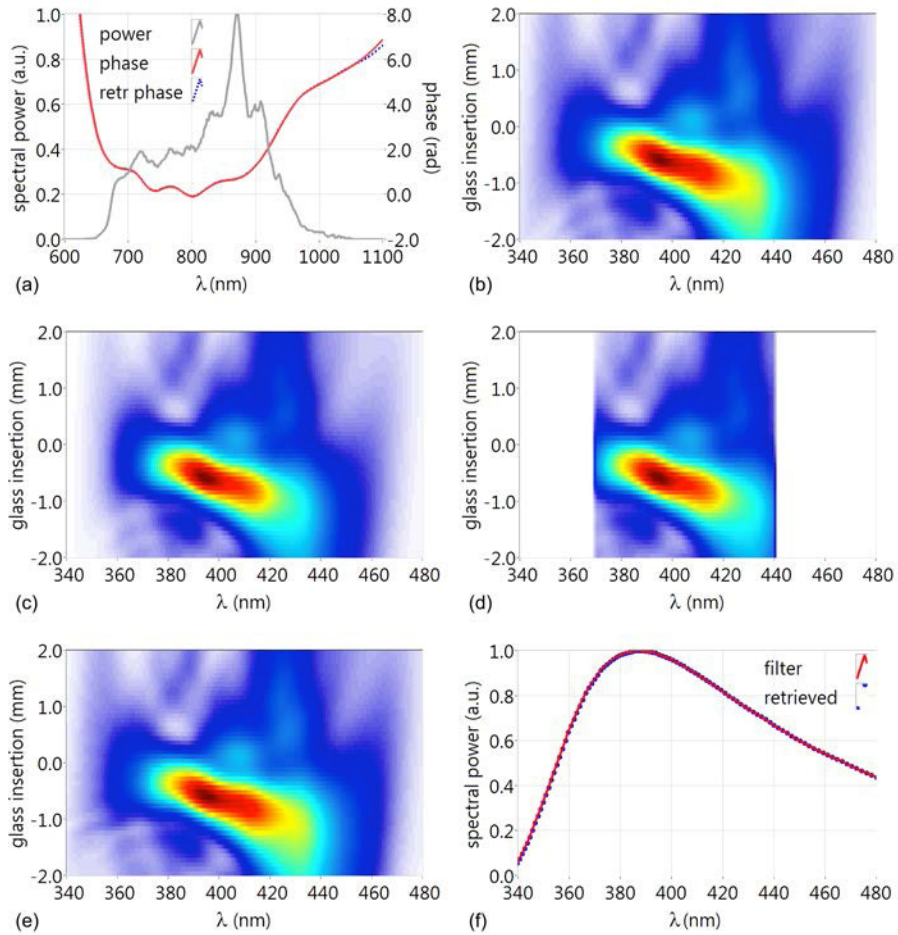 1.0 8.0
power
phase
retr phase
0.8 6.0
0.6 4.0
0.4 2.0
0.2 0.0
0.0 -2.0
spectral power (a.u.)
phase (rad)
600 700 800 900 1000 1100
λ (nm)
(a)
2.0
1.0
0.0
-1.0
-2.0
glass insertion (mm)
340 360 380 400 420 440 460 480
λ (nm)
(b)
2.0
1.0
0.0
-1.0
-2.0
glass insertion (mm)
340 360 380 400 420 440 460 480
λ (nm)
(c)
2.0
1.0
0.0
-1.0
-2.0
glass insertion (mm)
340 360 380 400 420 440 460 480
λ (nm)
(d)
2.0
1.0
0.0
-1.0
-2.0
glass insertion (mm)
340 360 380 400 420 440 460 480
λ (nm)
(e)
1.0
filter
retrieved
0.8
0.6
0.4
0.2
0.0
spectral power (a.u.)
340 360 380 400 420 440 460 480
λ (nm)
(f)